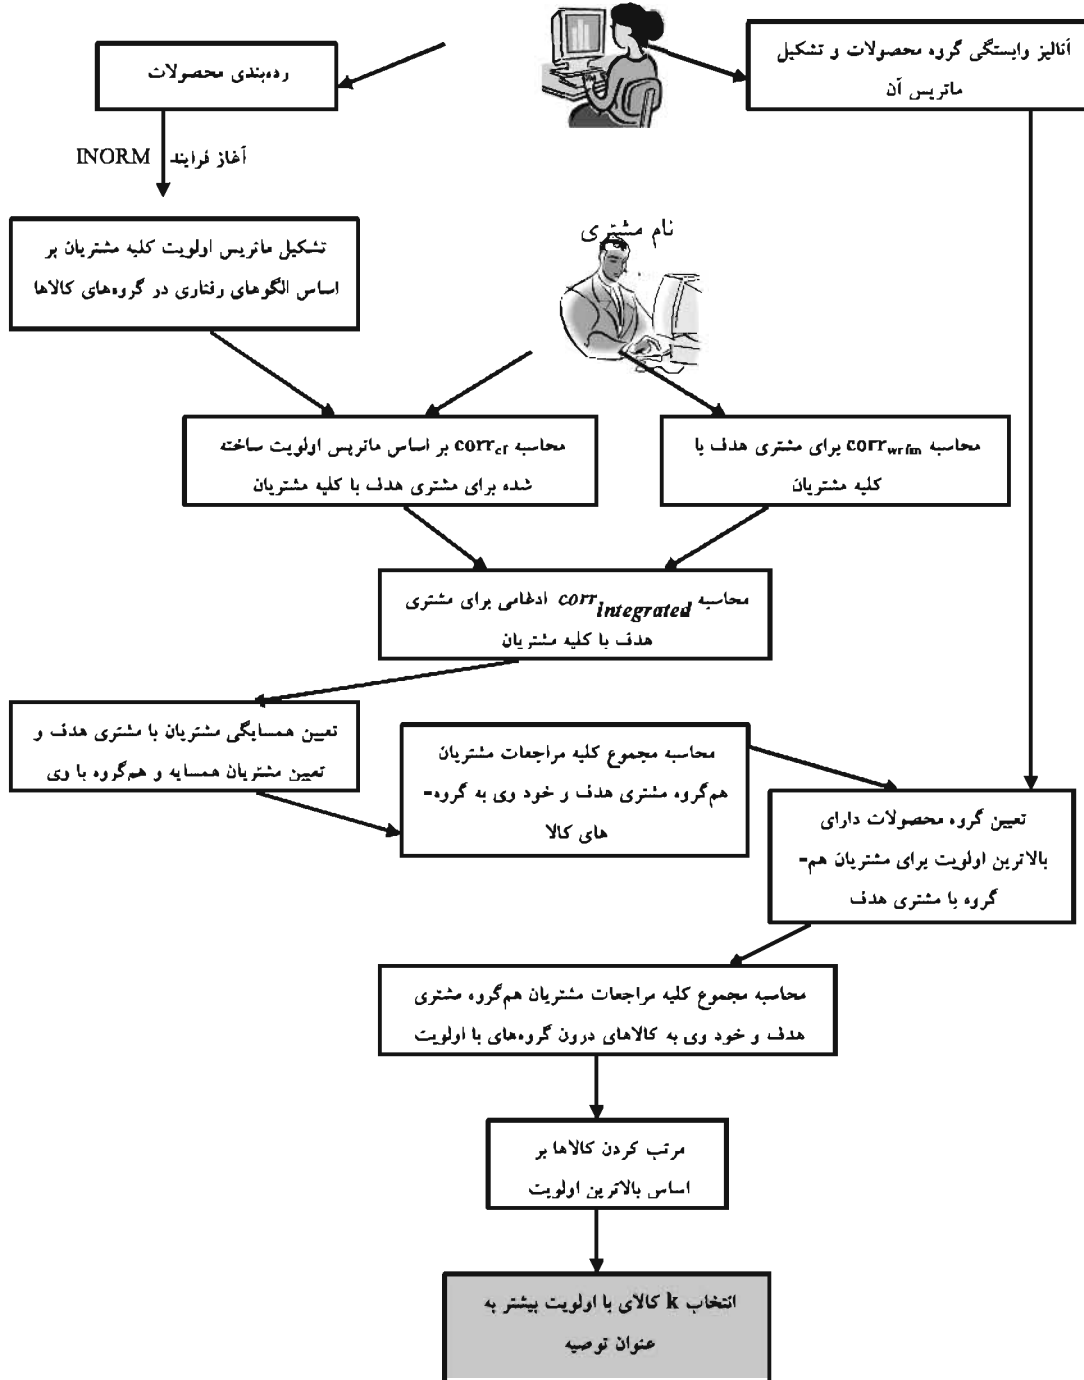 رده‌بندی محصولات
آنالیز وابستگی گروه محصولات و تشکیل
ماتریس آن
آغاز فرایند INORM
تشکیل ماتریس اولویت کلیه مشتریان بر
اساس الگوهای رفتاری در گروه‌های کالاها
نام مشتری
محاسبه corr_cf بر اساس ماتریس اولویت ساخته
شده برای مشتری هدف با کلیه مشتریان
محاسبه corr_wrfm برای مشتری هدف با
کلیه مشتریان
محاسبه corr_integrated ادغامی برای مشتری
هدف با کلیه مشتریان
تعیین همسایگی مشتریان با مشتری هدف و
تعیین مشتریان همسایه و هم‌گروه با وی
محاسبه مجموع کلیه مراجعات مشتریان
هم‌گروه مشتری هدف و خود وی به گروه-
های کالا
تعیین گروه محصولات دارای
بالاترین اولویت برای مشتریان هم-
گروه با مشتری هدف
محاسبه مجموع کلیه مراجعات مشتریان هم‌گروه مشتری
هدف و خود وی به کالاهای درون گروه‌های با اولویت
مرتب کردن کالاها بر
اساس بالاترین اولویت
انتخاب k کالای با اولویت بیشتر به
عنوان توصیه